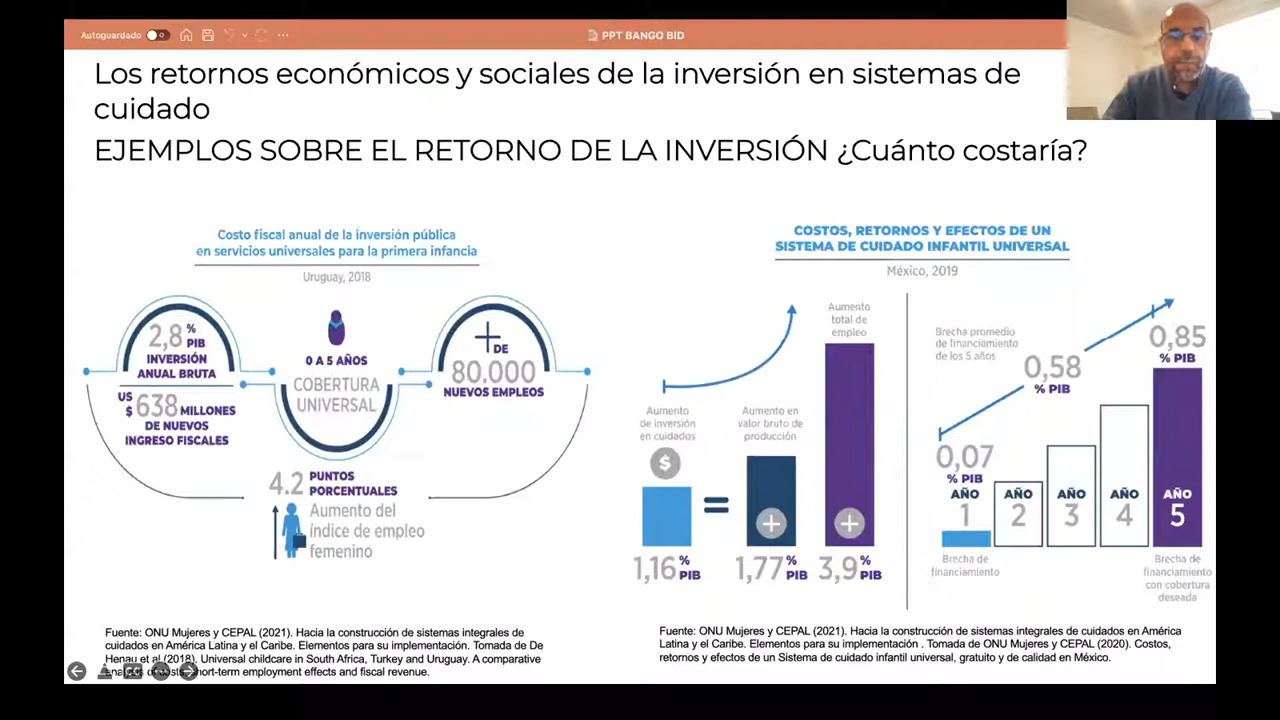 Autoguardado
PPT BANGO BID
Los retornos económicos y sociales de la inversión en sistemas de
cuidado
EJEMPLOS SOBRE EL RETORNO DE LA INVERSIÓN ¿Cuánto costaría?
Costo fiscal anual de la inversión pública
en servicios universales para la primera infancia
Uruguay, 2018
2,8 % PIB
INVERSIÓN
ANUAL BRUTA
US $ 638 MILLONES
DE NUEVOS
INGRESO FISCALES
0 A 5 AÑOS
COBERTURA
UNIVERSAL
+ DE
80.000
NUEVOS EMPLEOS
4.2 PUNTOS
PORCENTUALES
Aumento del
índice de empleo
femenino
Fuente: ONU Mujeres y CEPAL (2021). Hacia la construcción de sistemas integrales de
cuidados en América Latina y el Caribe. Elementos para su implementación. Tomada de De
Henau et al (2018). Universal childcare in South Africa, Turkey and Uruguay. A comparative
analysis of costs, short-term employment effects and fiscal revenue.
COSTOS, RETORNOS Y EFECTOS DE UN
SISTEMA DE CUIDADO INFANTIL UNIVERSAL
México, 2019
Aumento
de inversión
en cuidados
$
1,16 % PIB
=
Aumento en
valor bruto de
producción
+
1,77 % PIB
Aumento
total de
empleo
+
3,9 % PIB
Brecha promedio
de financiamiento
de los 5 años
0,58
% PIB
0,85
% PIB
0,07
% PIB
AÑO
1
AÑO
2
AÑO
3
AÑO
4
AÑO
5
Brecha de
financiamiento
Brecha de
financiamiento
con cobertura
deseada
Fuente: ONU Mujeres y CEPAL (2021). Hacia la construcción de sistemas integrales de cuidados en América
Latina y el Caribe. Elementos para su implementación . Tomada de ONU Mujeres y CEPAL (2020). Costos,
retornos y efectos de un Sistema de cuidado infantil universal, gratuito y de calidad en México.